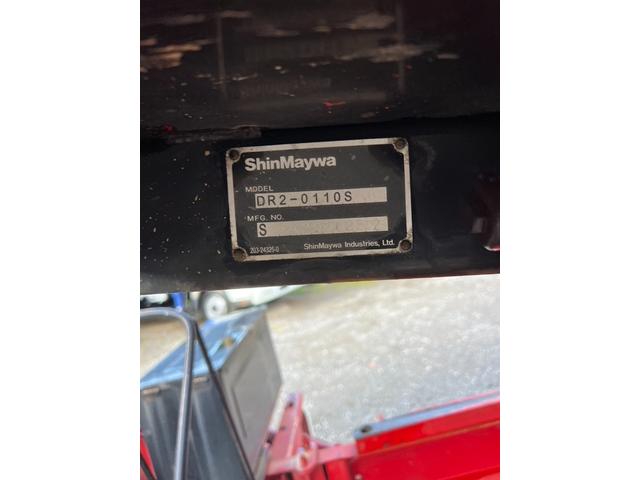 ShinMaywa
MODEL
DR2-0110S
MFG. NO.
S
203-24325-0
ShinMaywa Industries, Ltd.